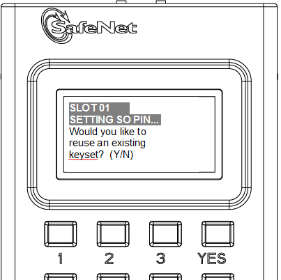 SafeNet
SLOT 01
SETTING SO PIN...
Would you like to
reuse an existing
keyset? (Y/N)
1 2 3 YES